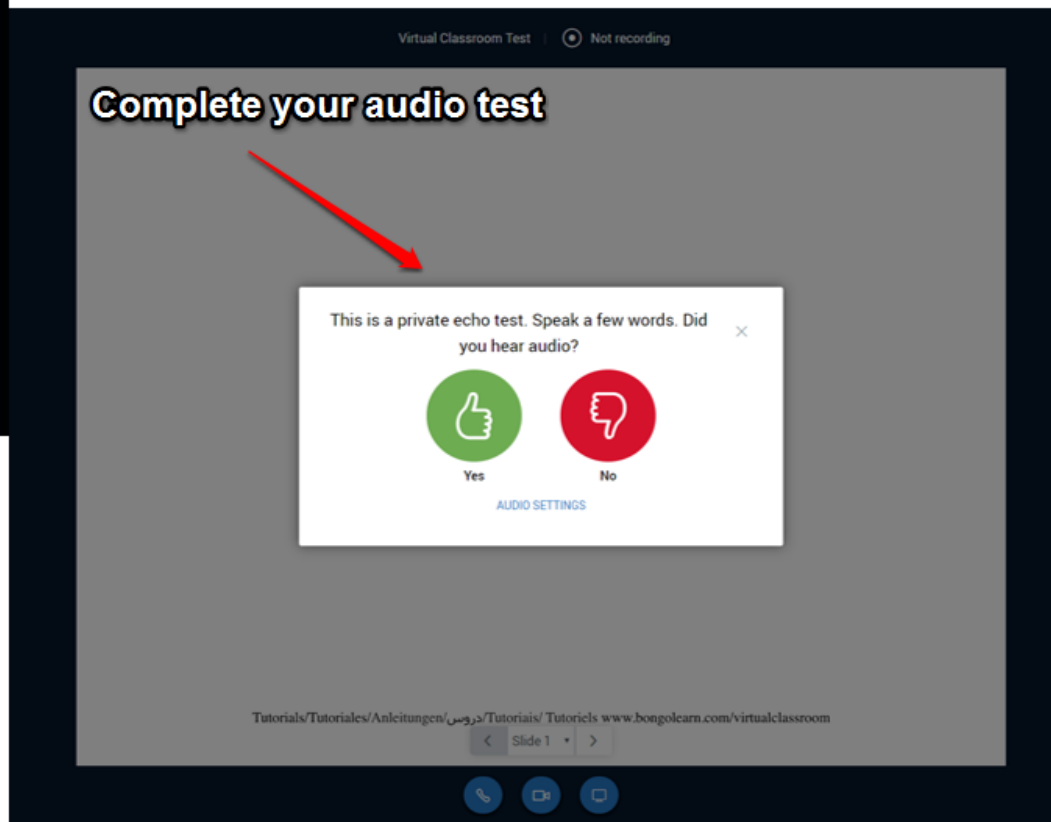 Virtual Classroom Test | Not recording
Complete your audio test
This is a private echo test. Speak a few words. Did
you hear audio?
Yes No
AUDIO SETTINGS
Tutorials/Tutoriales/Anleitungen/دروس/Tutoriais/ Tutoriels www.bongolearn.com/virtualclassroom
Slide 1